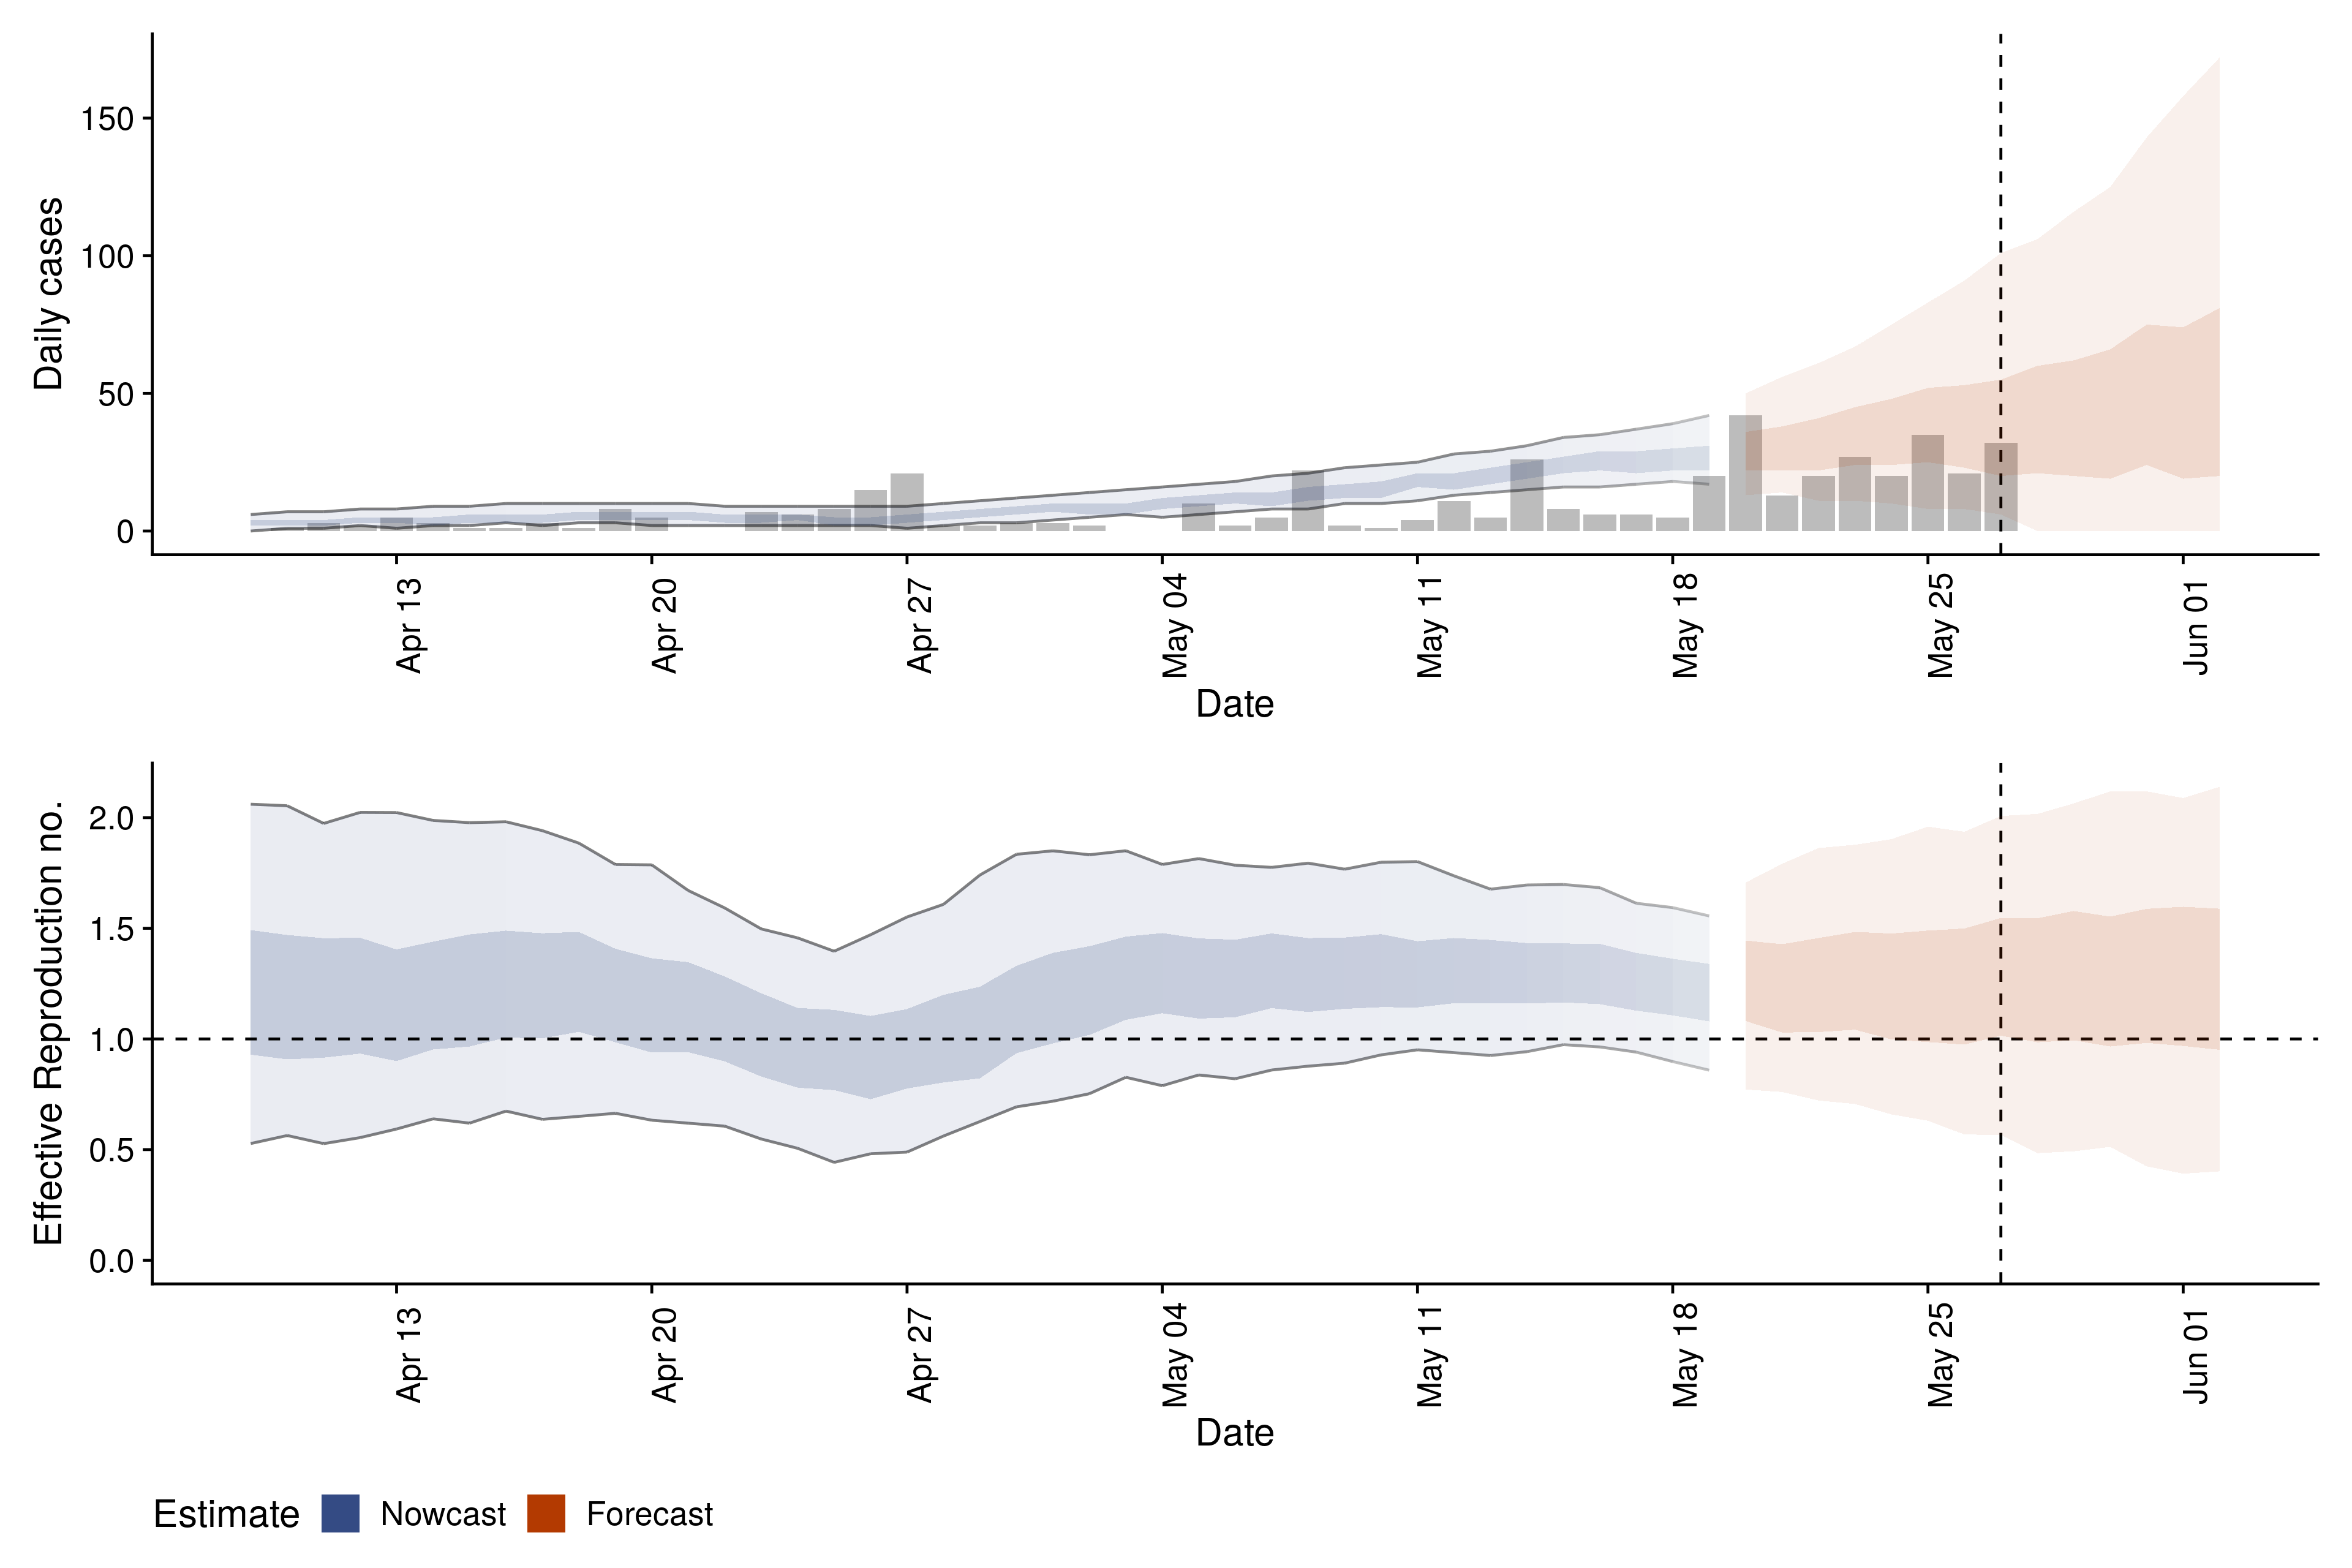 Daily cases
150
100
50
0
Apr 13
Apr 20
Apr 27
May 04
May 11
May 18
May 25
Jun 01
Date
Effective Reproduction no.
2.0
1.5
1.0
0.5
0.0
Apr 13
Apr 20
Apr 27
May 04
May 11
May 18
May 25
Jun 01
Date
Estimate Nowcast Forecast